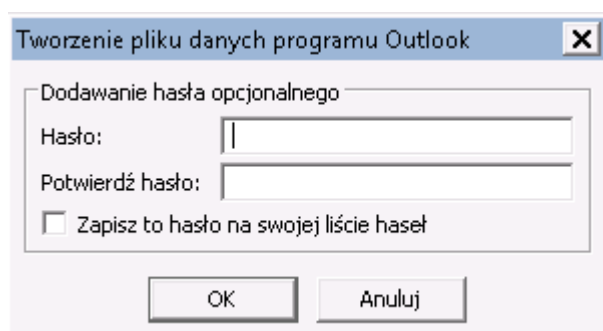 Tworzenie pliku danych programu Outlook
Dodawanie hasła opcjonalnego
Hasło:
Potwierdź hasło:
Zapisz to hasło na swojej liście haseł
OK Anuluj